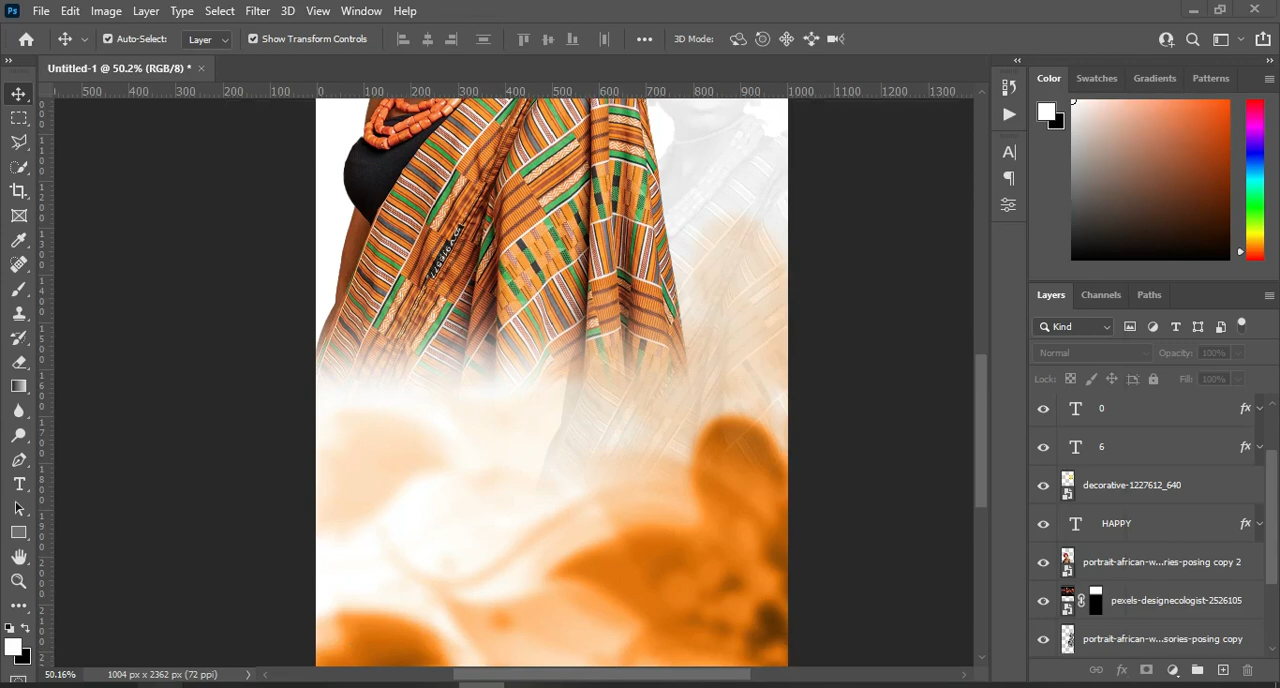 Ps File Edit Image Layer Type Select Filter 3D View Window Help
Auto-Select: Layer Show Transform Controls 3D Mode:
Untitled-1 @ 50.2% (RGB/8) * ×
Color Swatches Gradients Patterns
500 400 300 200 100 0 100 200 300 400 500 600 700 800 900 1000 1100 1200 1300
Layers Channels Paths
Kind
Normal Opacity: 100%
Lock: Fill: 100%
T 0 fx
T 6 fx
decorative-1227612_640
T HAPPY fx
portrait-african-w...ries-posing copy 2
pexels-designecologist-2526105
portrait-african-w...sories-posing copy
50.16% 1004 px x 2362 px (72 ppi)